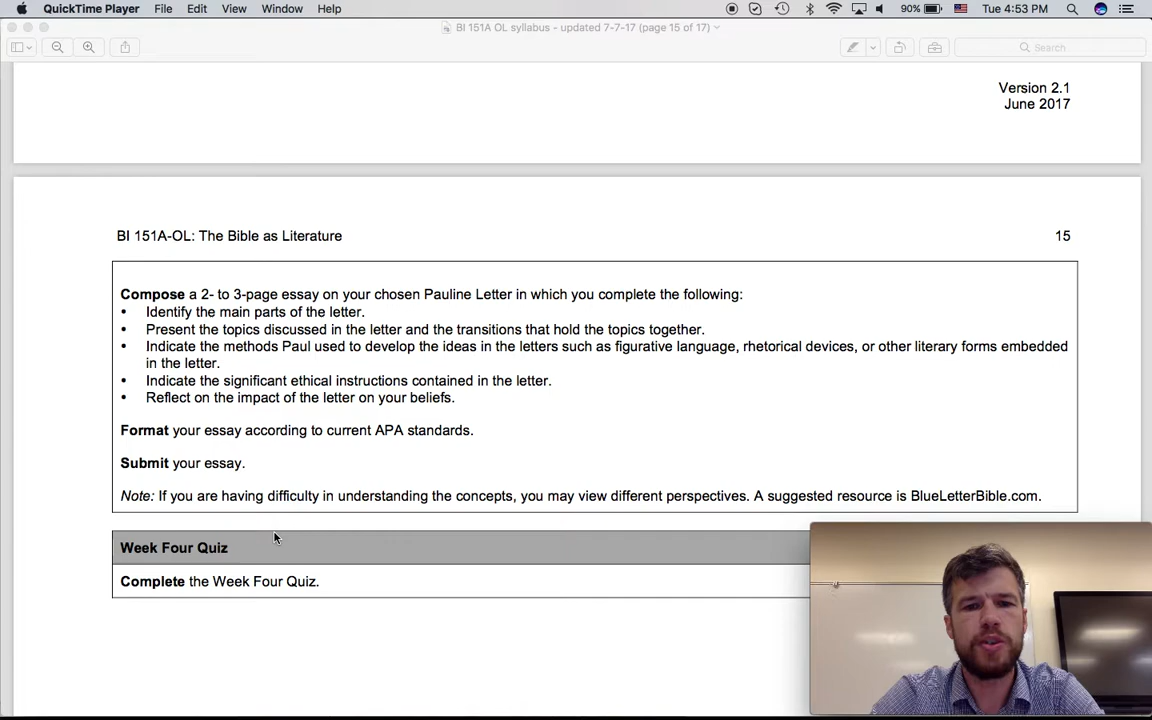 QuickTime Player File Edit View Window Help 90% Tue 4:53 PM
BI 151A OL syllabus - updated 7-7-17 (page 15 of 17)
Search
Version 2.1
June 2017
BI 151A-OL: The Bible as Literature 15
Compose a 2- to 3-page essay on your chosen Pauline Letter in which you complete the following:
• Identify the main parts of the letter.
• Present the topics discussed in the letter and the transitions that hold the topics together.
• Indicate the methods Paul used to develop the ideas in the letters such as figurative language, rhetorical devices, or other literary forms embedded
in the letter.
• Indicate the significant ethical instructions contained in the letter.
• Reflect on the impact of the letter on your beliefs.
Format your essay according to current APA standards.
Submit your essay.
Note: If you are having difficulty in understanding the concepts, you may view different perspectives. A suggested resource is BlueLetterBible.com.
Week Four Quiz
Complete the Week Four Quiz.